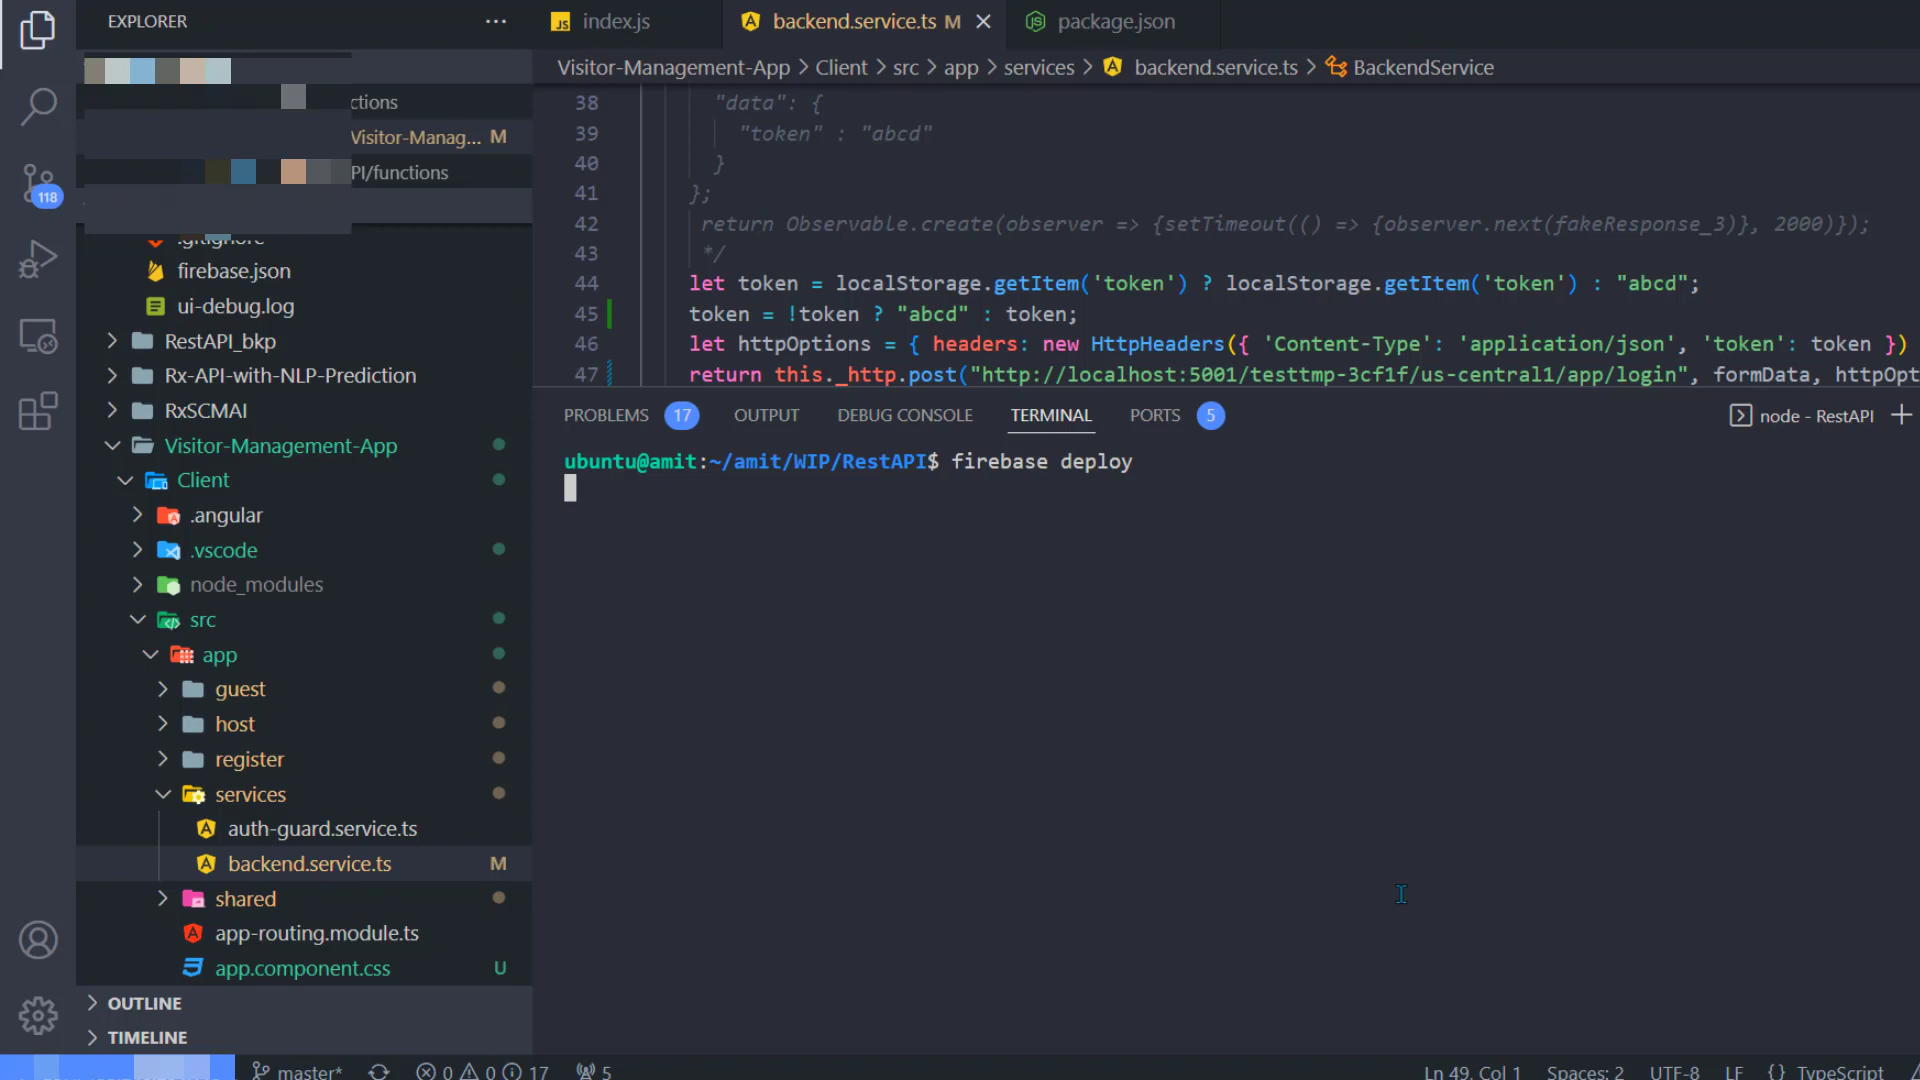 EXPLORER
index.js
backend.service.ts M
package.json
Visitor-Management-App > Client > src > app > services > backend.service.ts > BackendService
ctions
Visitor-Manag... M
118
PI/functions
.gitignore
firebase.json
ui-debug.log
RestAPI_bkp
Rx-API-with-NLP-Prediction
RxSCMAI
Visitor-Management-App
Client
.angular
.vscode
node_modules
src
app
guest
host
register
services
auth-guard.service.ts
backend.service.ts M
shared
app-routing.module.ts
app.component.css U
OUTLINE
TIMELINE
38 "data": {
39 "token" : "abcd"
40 }
41 };
42 return Observable.create(observer => {setTimeout(() => {observer.next(fakeResponse_3)}, 2000)});
43 */
44 let token = localStorage.getItem('token') ? localStorage.getItem('token') : "abcd";
45 token = !token ? "abcd" : token;
46 let httpOptions = { headers: new HttpHeaders({ 'Content-Type': 'application/json', 'token': token })
47 return this._http.post("http://localhost:5001/testtmp-3cf1f/us-central1/app/login", formData, httpOpt
PROBLEMS 17 OUTPUT DEBUG CONSOLE TERMINAL PORTS 5 node - RestAPI
ubuntu@amit:~/amit/WIP/RestAPI$ firebase deploy
master* 0 0 17 5 Ln 49, Col 1 Spaces: 2 UTF-8 LF {} TypeScript